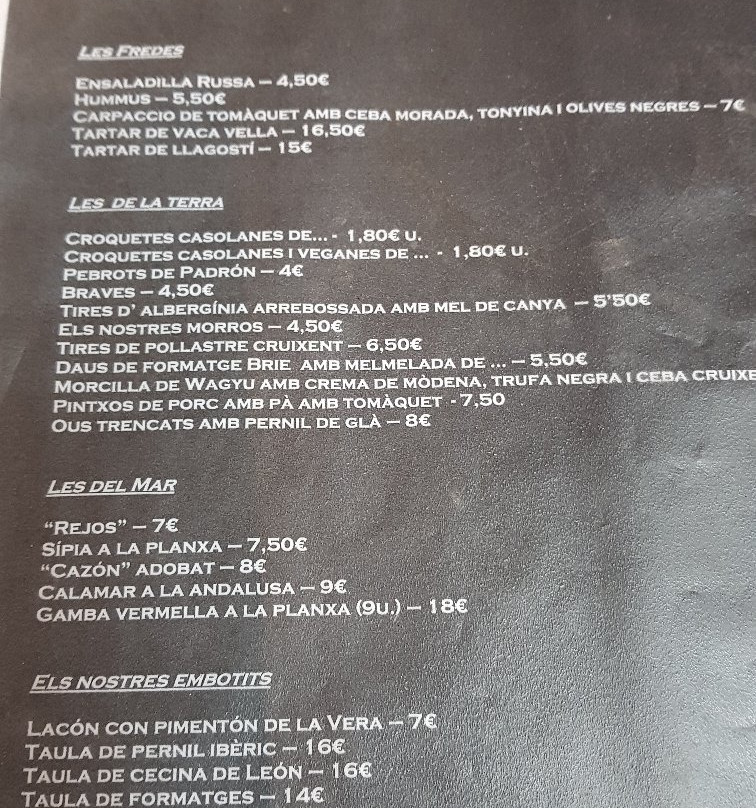 Les Fredes
Ensaladilla Russa – 4,50€
Hummus – 5,50€
Carpaccio de tomàquet amb ceba morada, tonyina i olives negres – 7€
Tartar de vaca vella – 16,50€
Tartar de llagostí – 15€
Les de la terra
Croquetes casolanes de... - 1,80€ u.
Croquetes casolanes i veganes de ... - 1,80€ u.
Pebrots de Padrón – 4€
Braves – 4,50€
Tires d' albergínia arrebossada amb mel de canya – 5'50€
Els nostres morros – 4,50€
Tires de pollastre cruixent – 6,50€
Daus de formatge Brie amb melmelada de ... – 5,50€
Morcilla de Wagyu amb crema de mòdena, trufa negra i ceba cruixe
Pintxos de porc amb pà amb tomàquet - 7,50
Ous trencats amb pernil de glà – 8€
Les del Mar
"Rejos" – 7€
Sípia a la planxa – 7,50€
"Cazón" adobat – 8€
Calamar a la andalusa – 9€
Gamba vermella a la planxa (9u.) – 18€
Els nostres embotits
Lacón con pimentón de la Vera – 7€
Taula de pernil ibèric – 16€
Taula de cecina de León – 16€
Taula de formatges – 14€